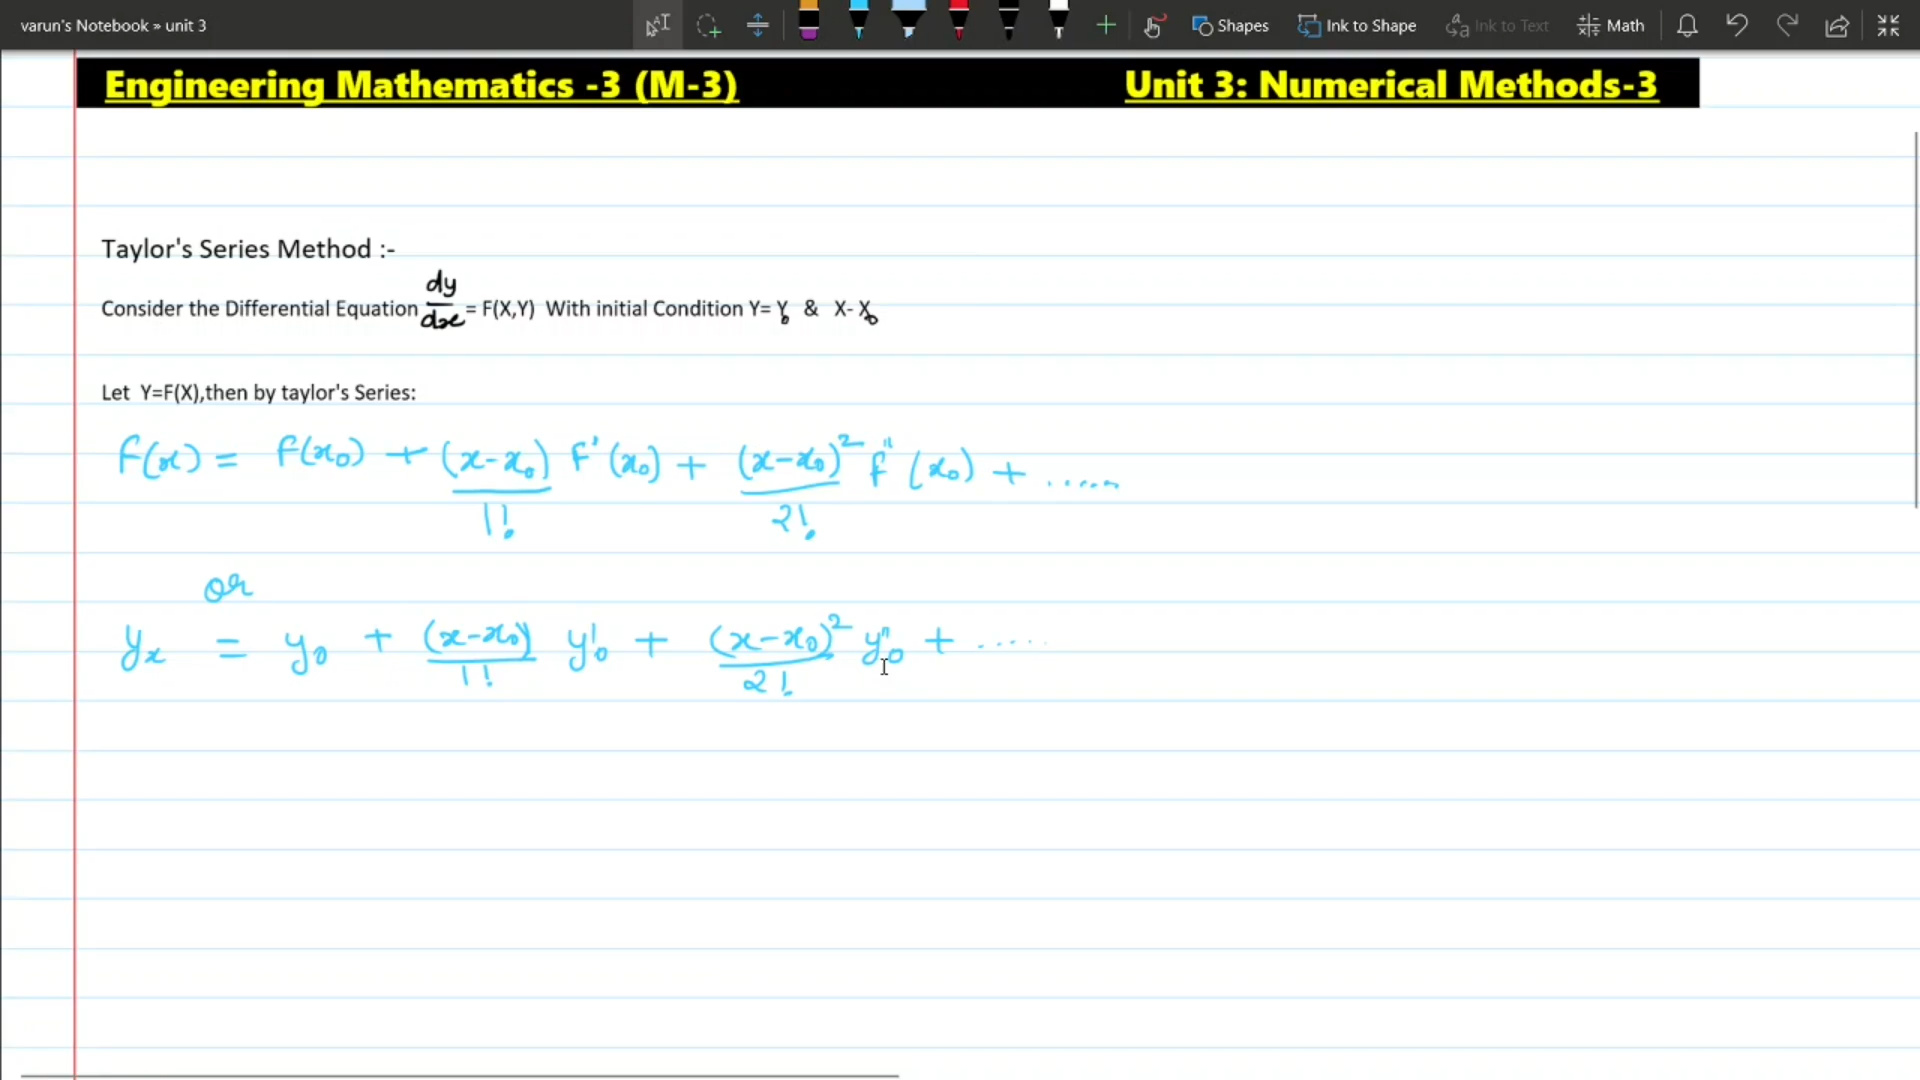 varun's Notebook » unit 3
Shapes Ink to Shape Ink to Text Math
Engineering Mathematics -3 (M-3) Unit 3: Numerical Methods-3
Taylor's Series Method :-
Consider the Differential Equation dy/dx = F(X,Y) With initial Condition Y= Y₀ & X- X₀
Let Y=F(X),then by taylor's Series:
f(x) = f(x₀) + (x-x₀)/1! f'(x₀) + (x-x₀)²/2! f''(x₀) + .....
or
yₓ = y₀ + (x-x₀)/1! y'₀ + (x-x₀)²/2! y''₀ + .....